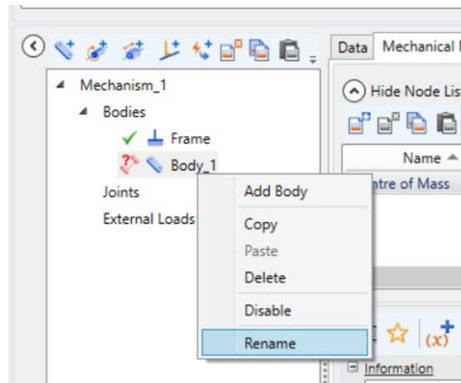 Data Mechanical
Mechanism_1
Hide Node Lis
Bodies
Frame
Name
Body_1
ntre of Mass
Joints
Add Body
External Loads
Copy
Paste
Delete
Disable
(x)
Rename
Information